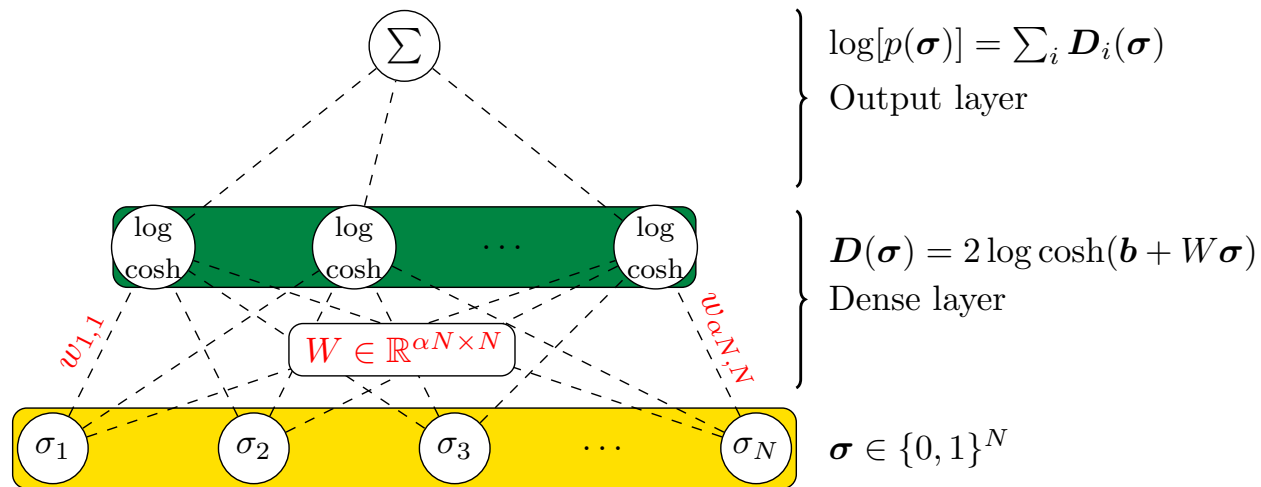 ∑
log[p(σ)] = ∑ᵢ Dᵢ(σ)
Output layer
log cosh
log cosh
⋯
log cosh
D(σ) = 2 log cosh(b + Wσ)
Dense layer
w₁,₁
W ∈ ℝ^{αN×N}
w_{αN,N}
σ₁
σ₂
σ₃
⋯
σ_N
σ ∈ {0, 1}^N